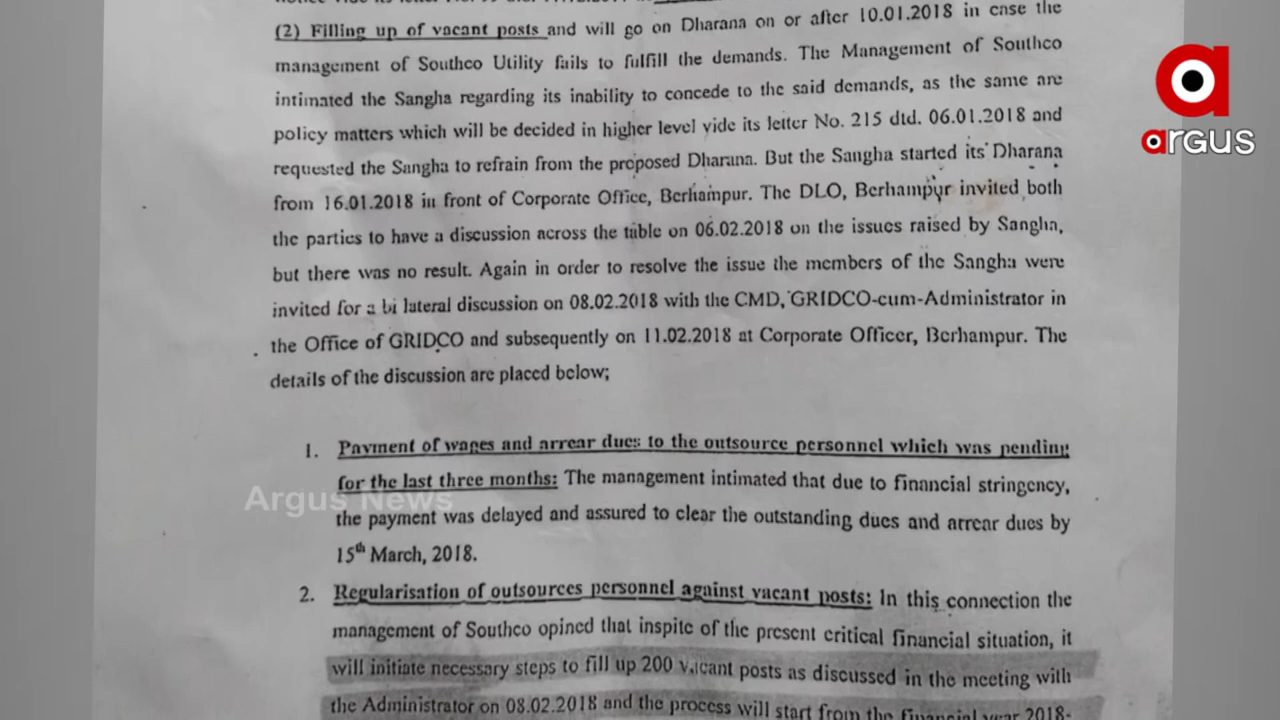 (2) Filling up of vacant posts and will go on Dharana on or after 10.01.2018 in case the
management of Southco Utility fails to fulfill the demands. The Management of Southco
intimated the Sangha regarding its inability to concede to the said demands, as the same are
policy matters which will be decided in higher level vide its letter No. 215 dtd. 06.01.2018 and
requested the Sangha to refrain from the proposed Dharana. But the Sangha started its Dharana
from 16.01.2018 in front of Corporate Office, Berhampur. The DLO, Berhampur invited both
the parties to have a discussion across the table on 06.02.2018 on the issues raised by Sangha,
but there was no result. Again in order to resolve the issue the members of the Sangha were
invited for a bi lateral discussion on 08.02.2018 with the CMD, GRIDCO-cum-Administrator in
the Office of GRIDCO and subsequently on 11.02.2018 at Corporate Officer, Berhampur. The
details of the discussion are placed below;
1. Payment of wages and arrear dues to the outsource personnel which was pending
for the last three months: The management intimated that due to financial stringency,
the payment was delayed and assured to clear the outstanding dues and arrear dues by
15th March, 2018.
2. Regularisation of outsources personnel against vacant posts: In this connection the
management of Southco opined that inspite of the present critical financial situation, it
will initiate necessary steps to fill up 200 vacant posts as discussed in the meeting with
the Administrator on 08.02.2018 and the process will start from the financial year 2018-
argus
Argus News